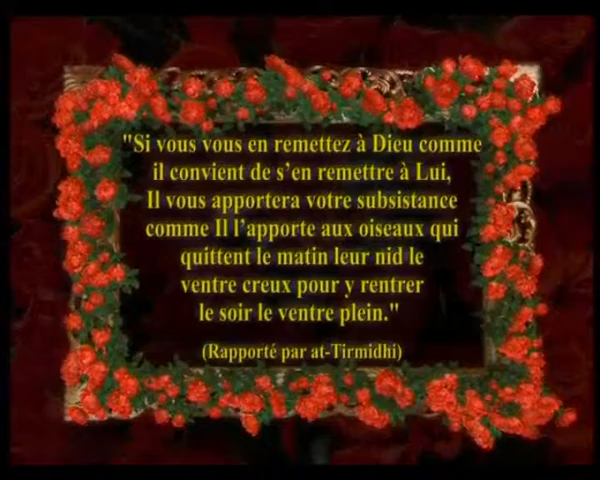 "Si vous vous en remettez à Dieu comme
il convient de s'en remettre à Lui,
Il vous apportera votre subsistance
comme Il l'apporte aux oiseaux qui
quittent le matin leur nid le
ventre creux pour y rentrer
le soir le ventre plein."
(Rapporté par at-Tirmidhi)